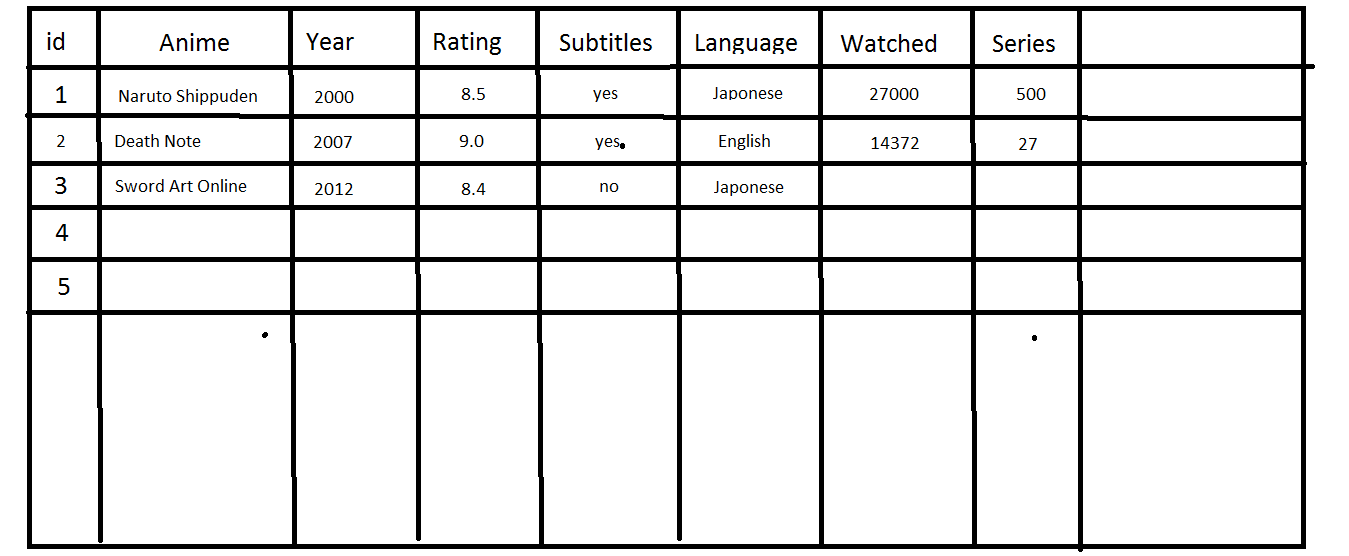 id Anime Year Rating Subtitles Language Watched Series
1 Naruto Shippuden 2000 8.5 yes Japonese 27000 500
2 Death Note 2007 9.0 yes. English 14372 27
3 Sword Art Online 2012 8.4 no Japonese
4
5